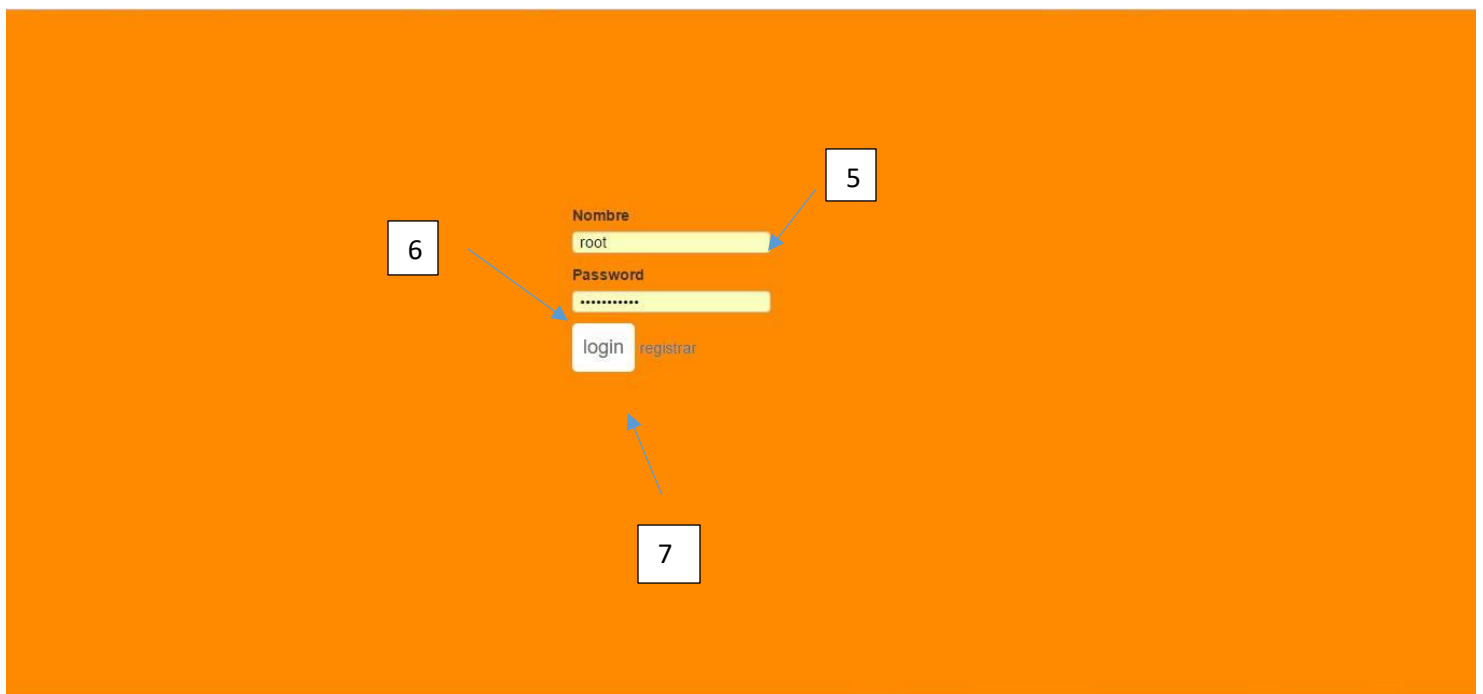 5
Nombre
6
root
Password
•••••••••••
login registrar
7